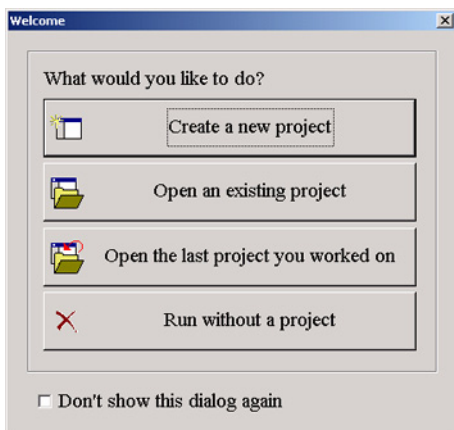 Welcome
What would you like to do?
Create a new project
Open an existing project
Open the last project you worked on
Run without a project
Don't show this dialog again